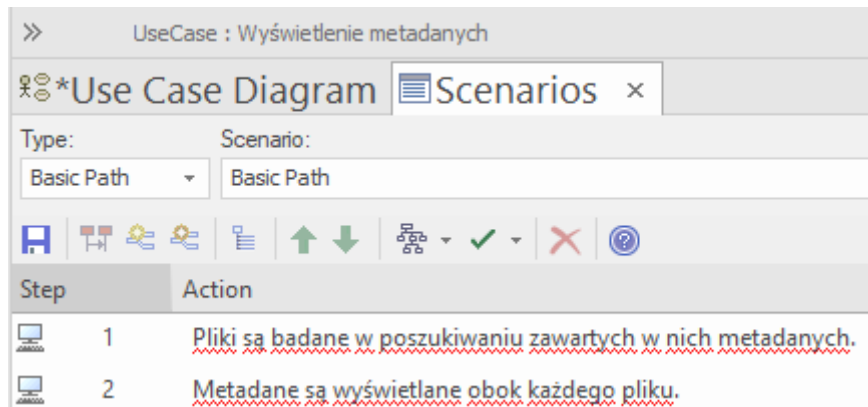 UseCase : Wyświetlenie metadanych
*Use Case Diagram Scenarios
Type: Scenario:
Basic Path Basic Path
Step Action
1 Pliki są badane w poszukiwaniu zawartych w nich metadanych.
2 Metadane są wyświetlane obok każdego pliku.